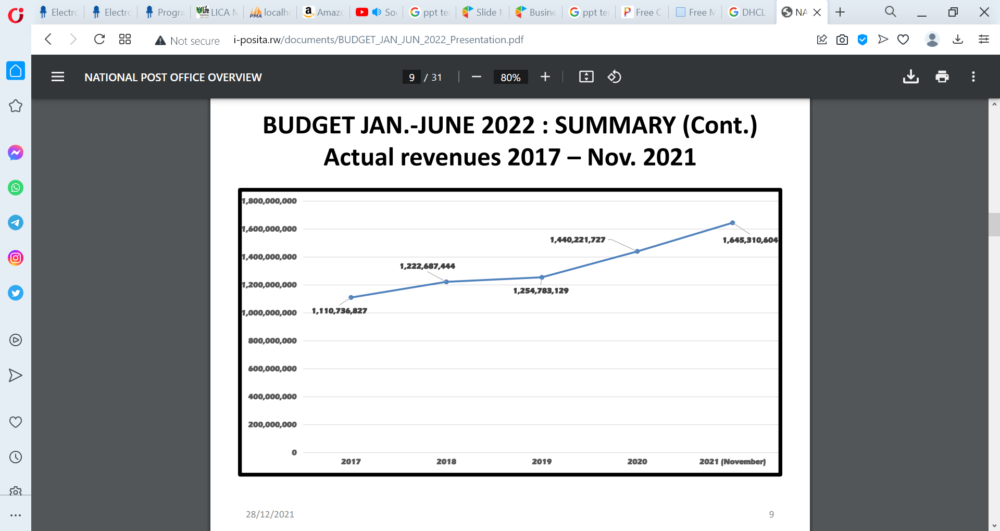 Electro
Electro
Progra
Life
LICA M
PMA
localho
a
Amazo
Soc
ppt te
Slide
Busine
ppt te
Free C
Free M
DHCL
NA
Not secure
i-posita.rw/documents/BUDGET_JAN_JUN_2022_Presentation.pdf
NATIONAL POST OFFICE OVERVIEW
9 / 31
80%
BUDGET JAN.-JUNE 2022 : SUMMARY (Cont.)
Actual revenues 2017 – Nov. 2021
1,800,000,000
1,600,000,000
1,400,000,000
1,200,000,000
1,000,000,000
800,000,000
600,000,000
400,000,000
200,000,000
0
1,110,736,827
1,222,687,444
1,254,783,129
1,440,221,727
1,645,310,604
2017
2018
2019
2020
2021 (November)
28/12/2021
9